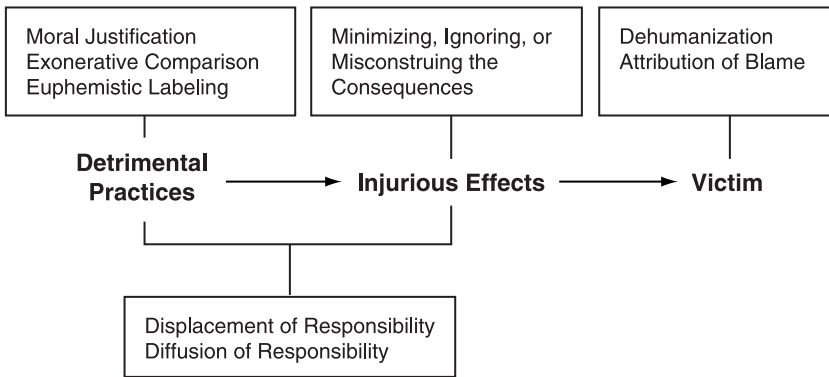 Moral Justification
Exonerative Comparison
Euphemistic Labeling
Minimizing, Ignoring, or
Misconstruing the
Consequences
Dehumanization
Attribution of Blame
Detrimental
Practices
Injurious Effects
Victim
Displacement of Responsibility
Diffusion of Responsibility